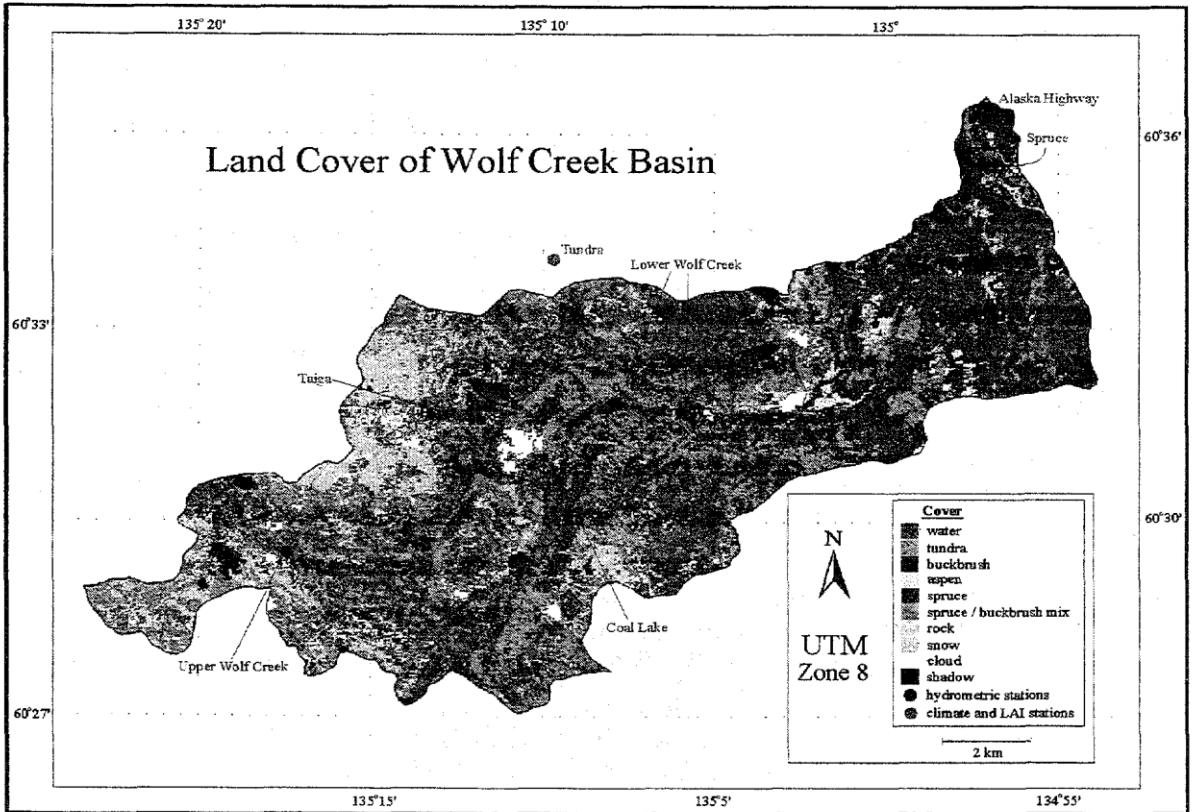 135° 20'
135° 10'
135°
Alaska Highway
60° 36'
Spruce
Land Cover of Wolf Creek Basin
Tundra
Lower Wolf Creek
60° 33'
Taiga
60° 30'
Cover
water
tundra
buckbrush
aspen
spruce
spruce / buckbrush mix
rock
snow
cloud
shadow
hydrometric stations
climate and LAI stations
N
UTM
Zone 8
2 km
Coal Lake
Upper Wolf Creek
60° 27'
135° 15'
135° 5'
134° 55'